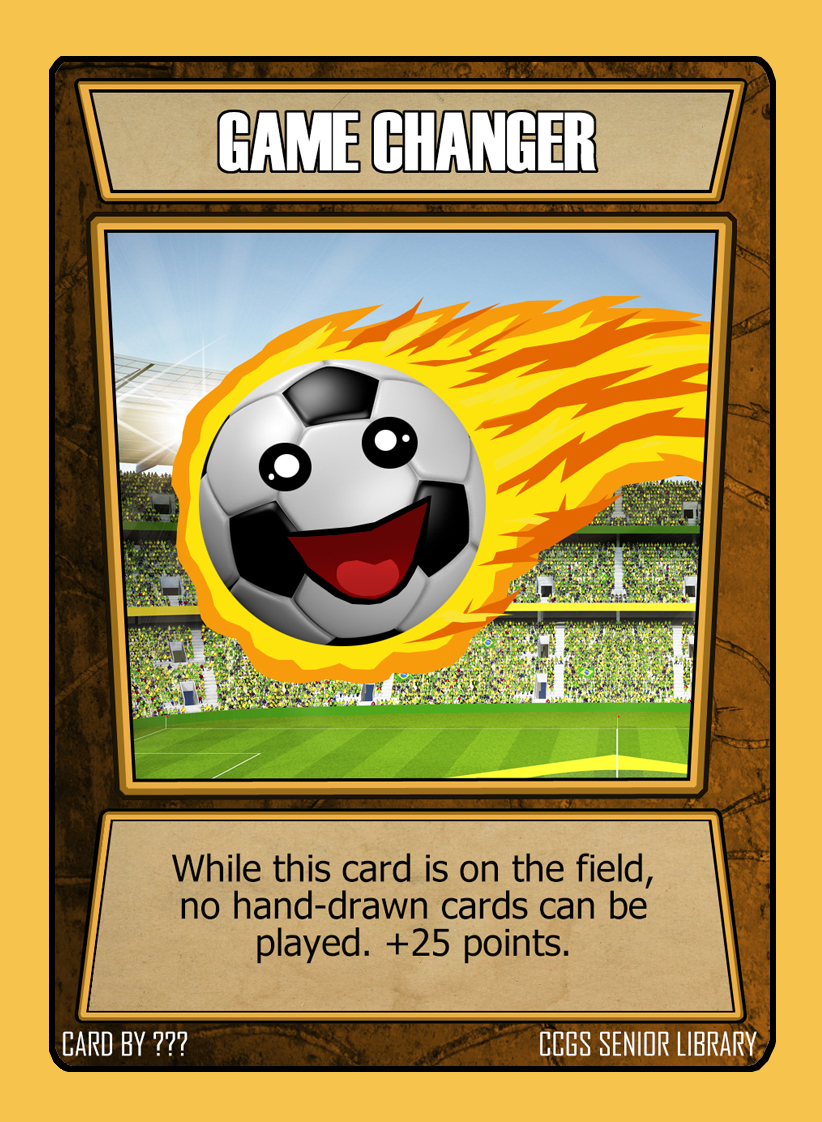 GAME CHANGER
While this card is on the field,
no hand-drawn cards can be
played. +25 points.
CARD BY ???
CCGS SENIOR LIBRARY